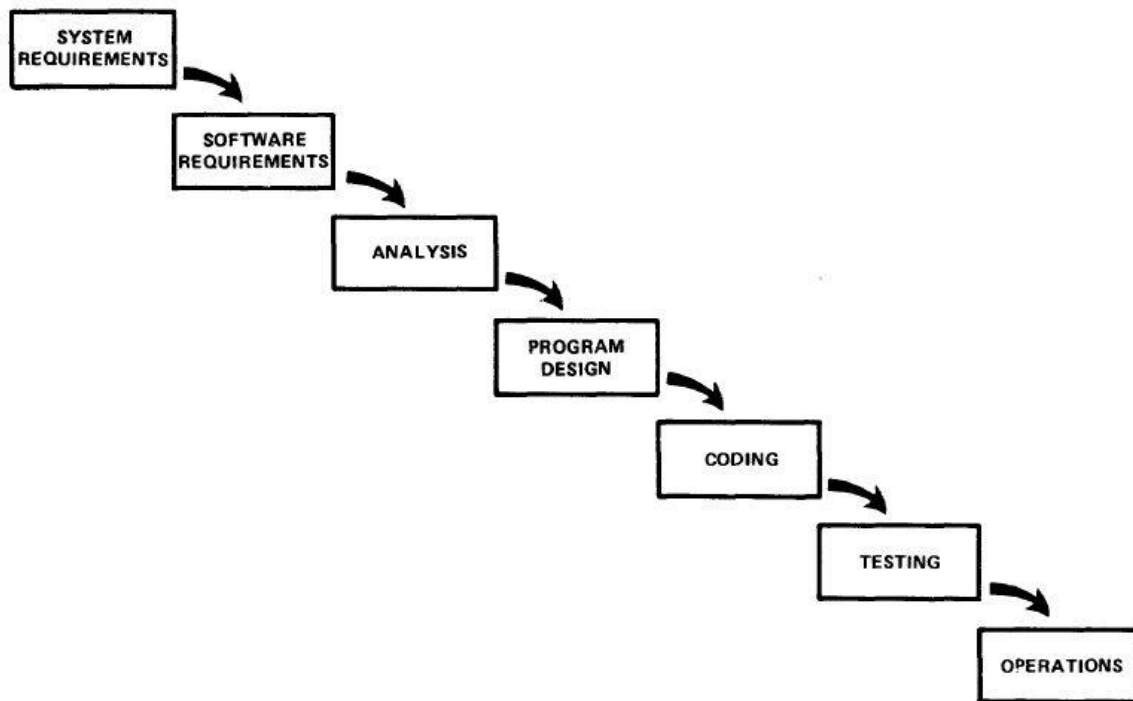 SYSTEM
REQUIREMENTS
SOFTWARE
REQUIREMENTS
ANALYSIS
PROGRAM
DESIGN
CODING
TESTING
OPERATIONS